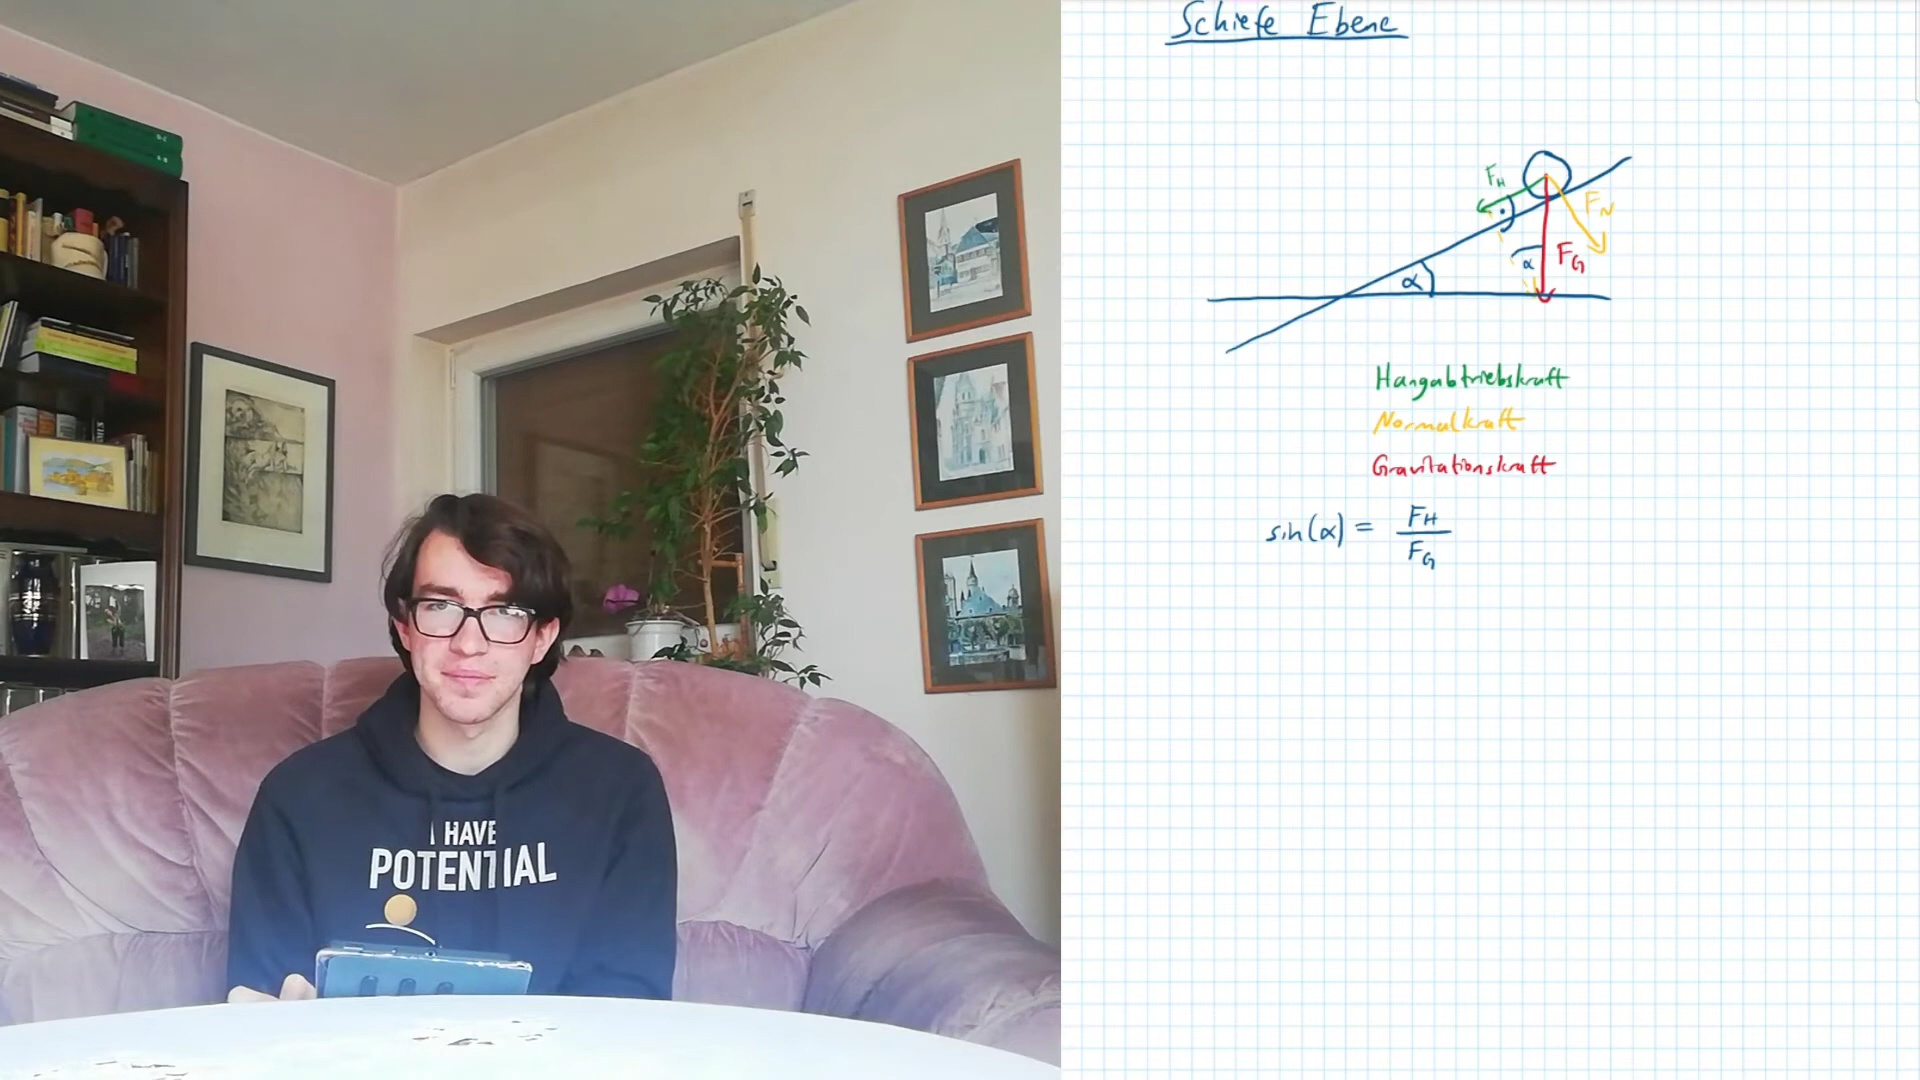 Schiefe Ebene
F_H
F_N
α
F_G
α
Hangabtriebskraft
Normalkraft
Gravitationskraft
sin(α) = F_H / F_G
I HAVE
POTENTIAL